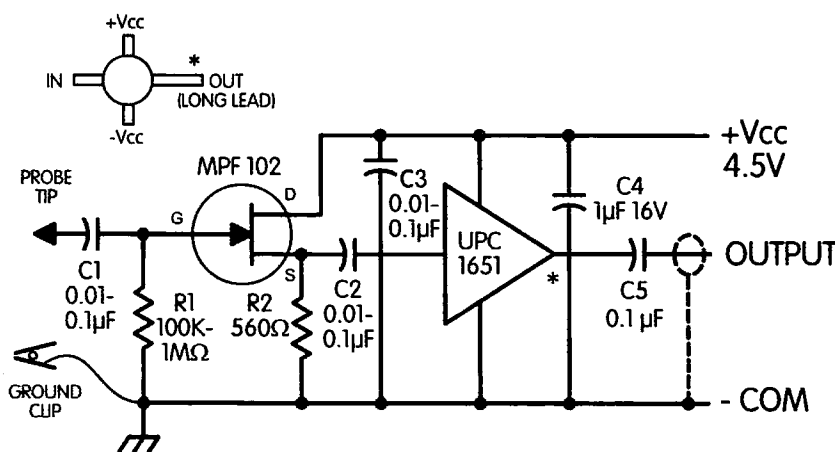 +Vcc
*
IN
OUT
(LONG LEAD)
-Vcc
+Vcc
4.5V
MPF 102
PROBE
TIP
D
G
S
C3
0.01-
0.1µF
C4
1µF 16V
UPC
1651
*
OUTPUT
C1
0.01-
0.1µF
R1
100K-
1MΩ
R2
560Ω
C2
0.01-
0.1µF
C5
0.1 µF
GROUND
CLIP
- COM